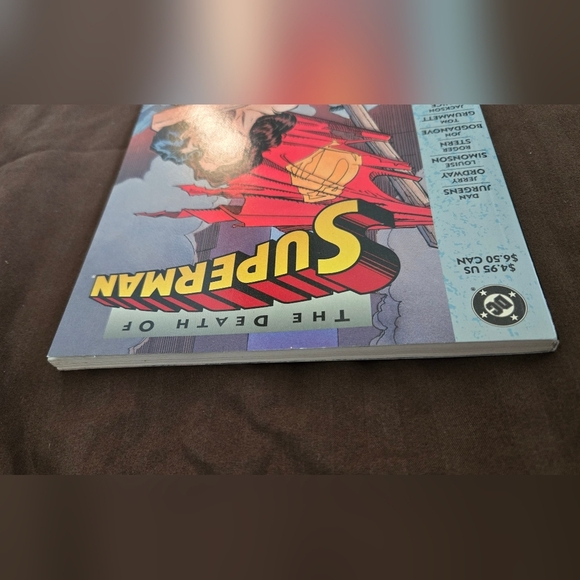 THE DEATH OF
SUPERMAN
DC
$4.95 US
$6.50 CAN
DAN
JURGENS
JERRY
ORDWAY
LOUISE
SIMONSON
ROGER
STERN
JON
BOGDANOVE
TOM
GRUMMETT
JACKSON